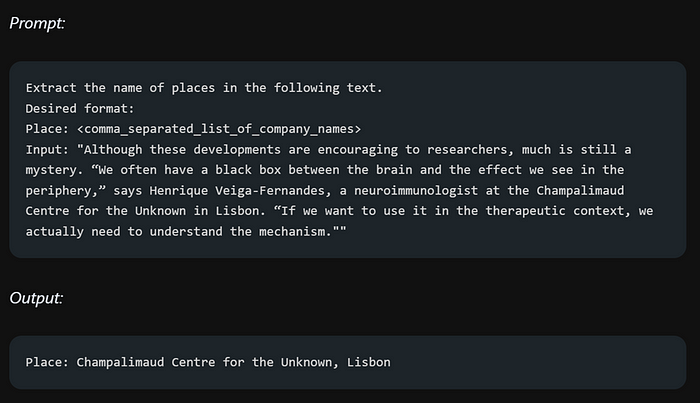 Prompt:
Extract the name of places in the following text.
Desired format:
Place: <comma_separated_list_of_company_names>
Input: "Although these developments are encouraging to researchers, much is still a
mystery. “We often have a black box between the brain and the effect we see in the
periphery,” says Henrique Veiga-Fernandes, a neuroimmunologist at the Champalimaud
Centre for the Unknown in Lisbon. “If we want to use it in the therapeutic context, we
actually need to understand the mechanism.""
Output:
Place: Champalimaud Centre for the Unknown, Lisbon